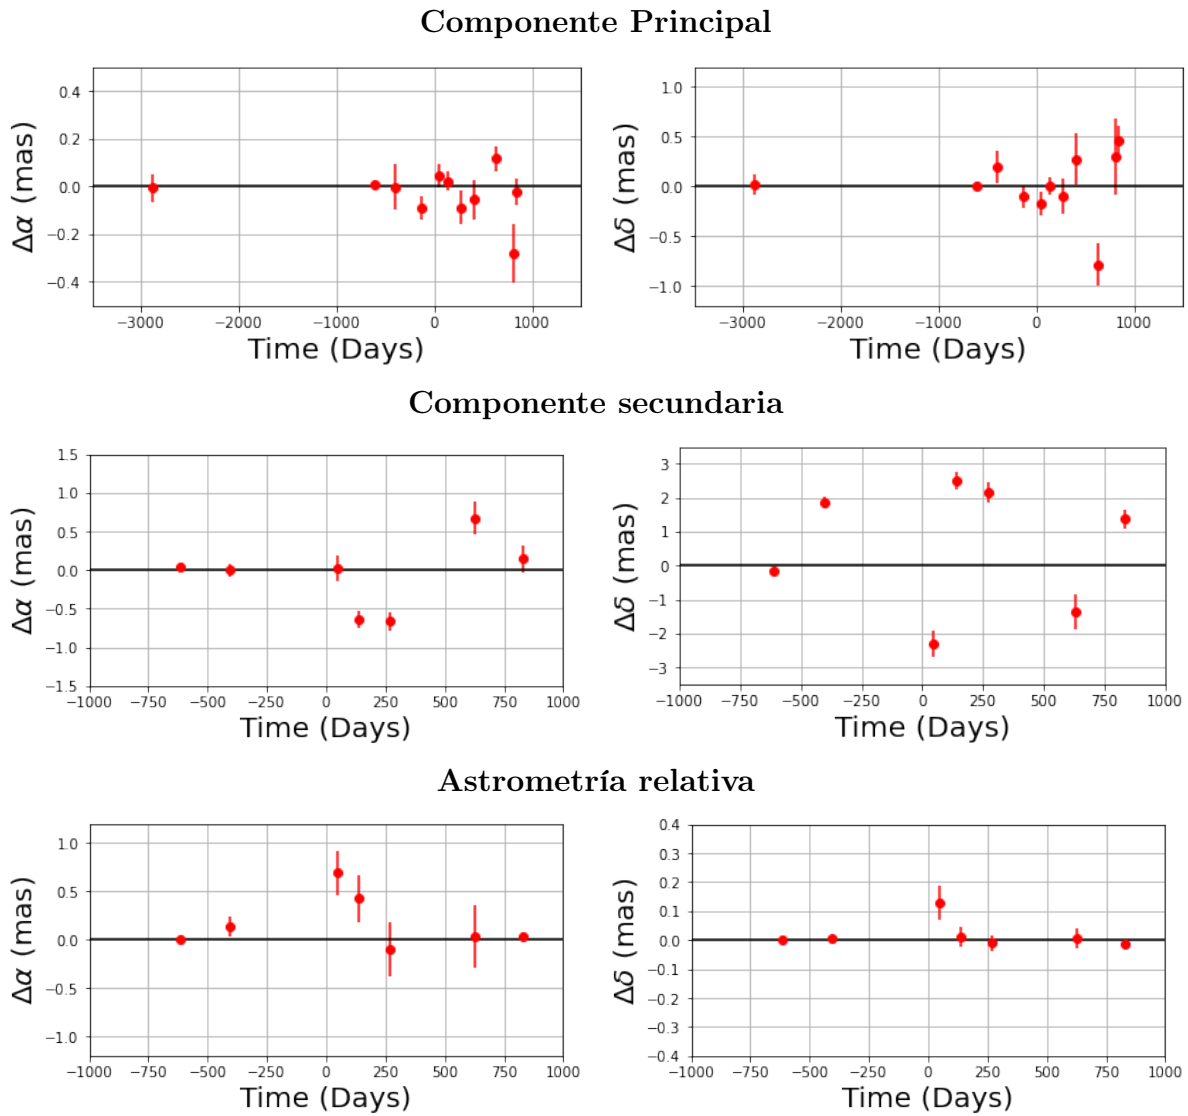 Componente Principal
Δα (mas)
0.4
0.2
0.0
−0.2
−0.4
−3000 −2000 −1000 0 1000
Time (Days)
Δδ (mas)
1.0
0.5
0.0
−0.5
−1.0
−3000 −2000 −1000 0 1000
Time (Days)
Componente secundaria
Δα (mas)
1.5
1.0
0.5
0.0
−0.5
−1.0
−1.5
−1000 −750 −500 −250 0 250 500 750 1000
Time (Days)
Δδ (mas)
3
2
1
0
−1
−2
−3
−1000 −750 −500 −250 0 250 500 750 1000
Time (Days)
Astrometría relativa
Δα (mas)
1.0
0.5
0.0
−0.5
−1.0
−1000 −750 −500 −250 0 250 500 750 1000
Time (Days)
Δδ (mas)
0.4
0.3
0.2
0.1
0.0
−0.1
−0.2
−0.3
−0.4
−1000 −750 −500 −250 0 250 500 750 1000
Time (Days)